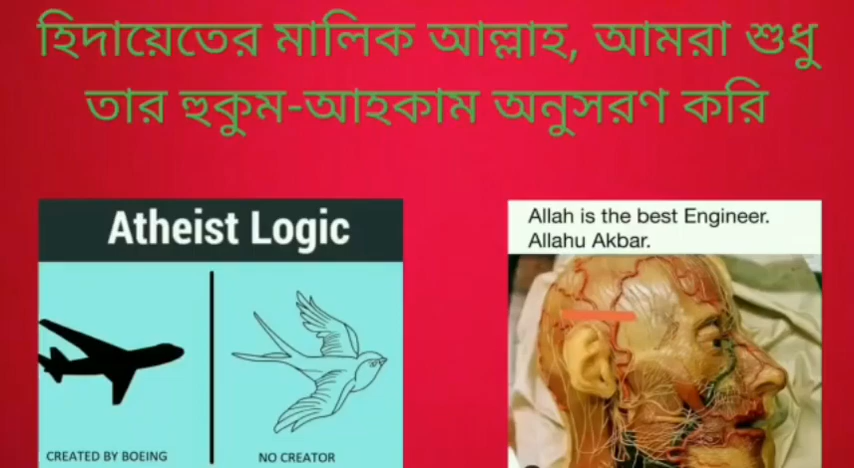 হিদায়েতের মালিক আল্লাহ, আমরা শুধু
তার হুকুম-আহকাম অনুসরণ করি
Atheist Logic
CREATED BY BOEING
NO CREATOR
Allah is the best Engineer.
Allahu Akbar.